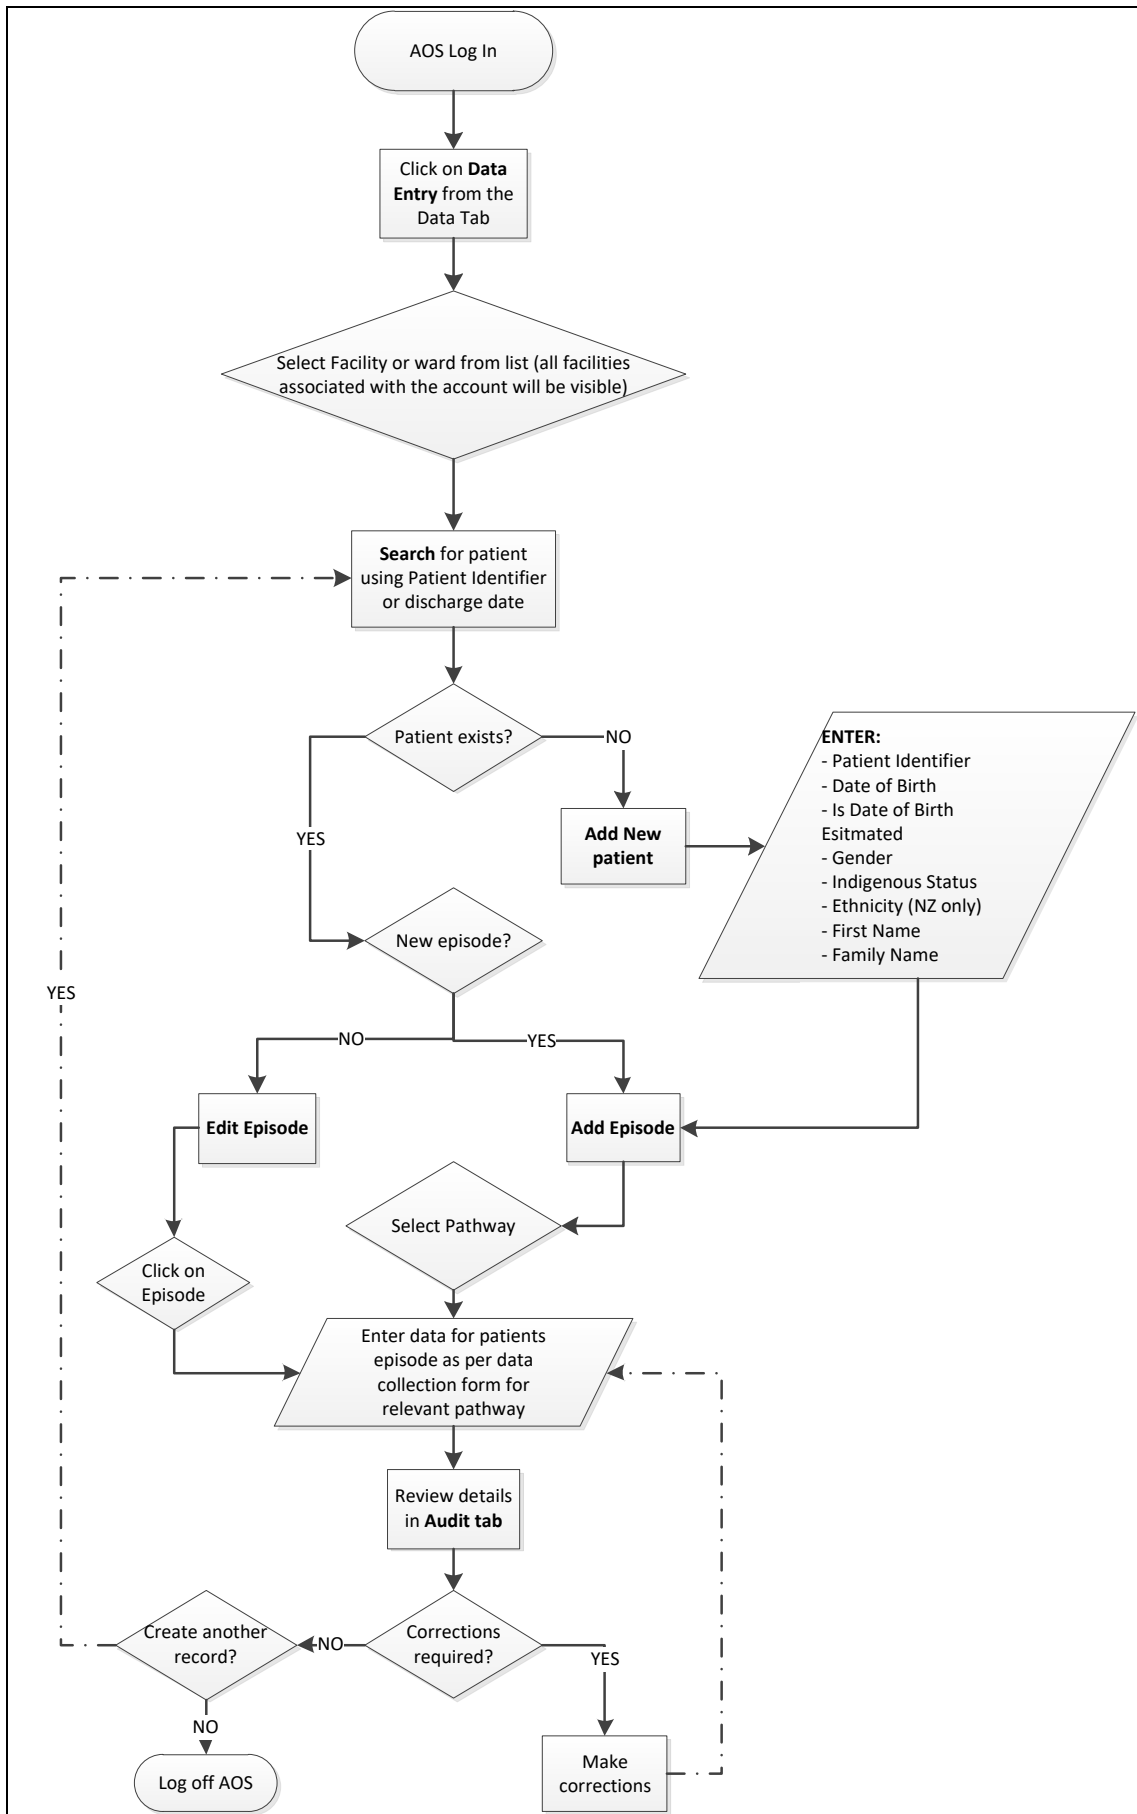 AOS Log In
Click on Data
Entry from the
Data Tab
Select Facility or ward from list (all facilities
associated with the account will be visible)
Search for patient
using Patient Identifier
or discharge date
Patient exists?
NO
YES
Add New
patient
ENTER:
- Patient Identifier
- Date of Birth
- Is Date of Birth
Esitmated
- Gender
- Indigenous Status
- Ethnicity (NZ only)
- First Name
- Family Name
New episode?
YES
NO
YES
Edit Episode
Add Episode
Select Pathway
Click on
Episode
Enter data for patients
episode as per data
collection form for
relevant pathway
Review details
in Audit tab
Create another
record?
NO
Corrections
required?
YES
NO
Log off AOS
Make
corrections